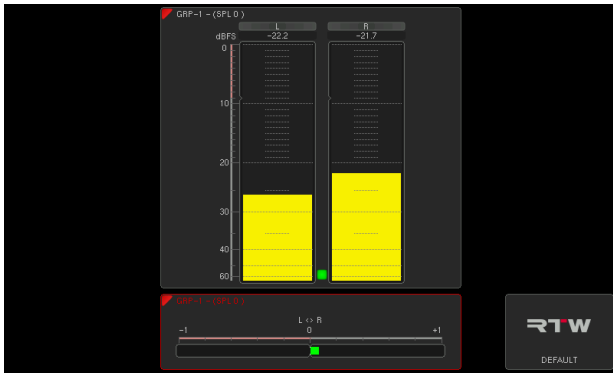 GRP-1 - (SPL 0 )
L R
dBFS -22.2 -21.7
0
10
20
30
40
60
GRP-1 - (SPL 0 )
L <> R
-1 0 +1
RTW
DEFAULT